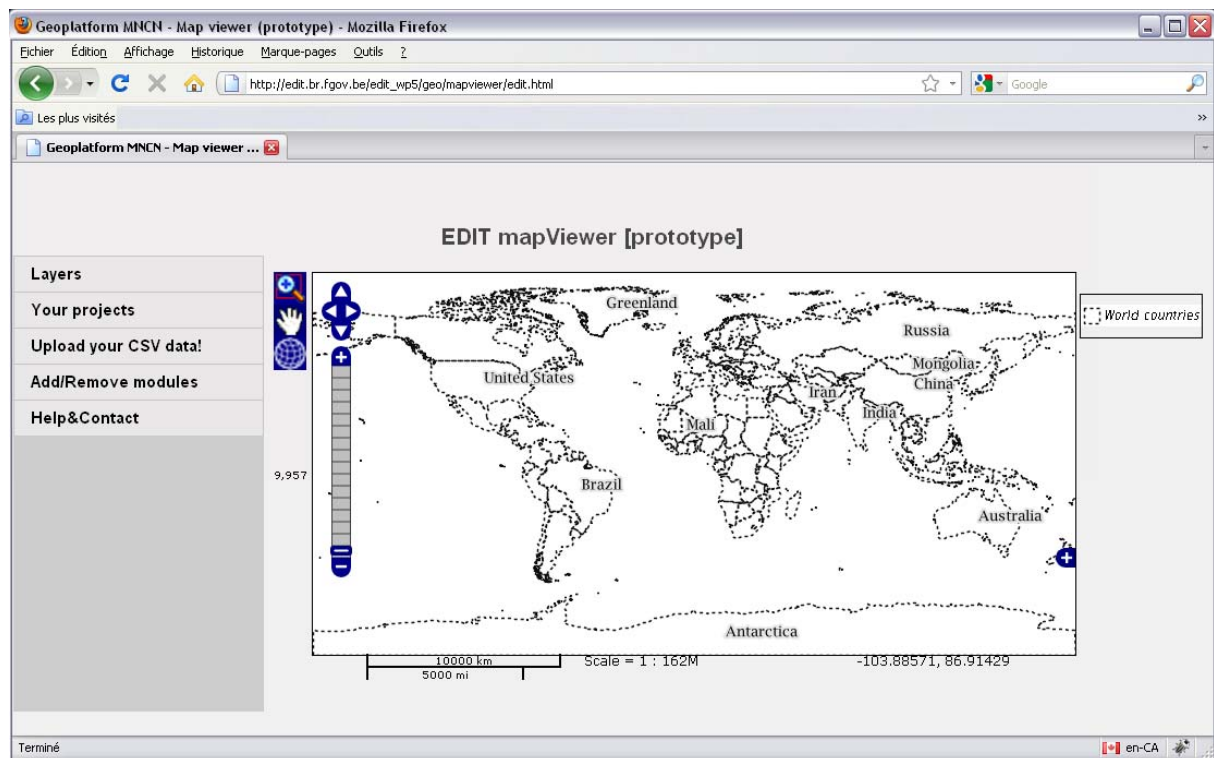 Geoplatform MNCN - Map viewer (prototype) - Mozilla Firefox
Fichier Édition Affichage Historique Marque-pages Outils ?
http://edit.br.fgov.be/edit_wp5/geo/mapviewer/edit.html
Google
Les plus visités
»
Geoplatform MNCN - Map viewer ...
EDIT mapViewer [prototype]
Layers
Your projects
Upload your CSV data!
Add/Remove modules
Help&Contact
9,957
Greenland
Russia
United States
Mongolia
China
Iran
India
Mali
Brazil
Australia
Antarctica
World countries
10000 km
5000 mi
Scale = 1 : 162M
-103.88571, 86.91429
Terminé
en-CA